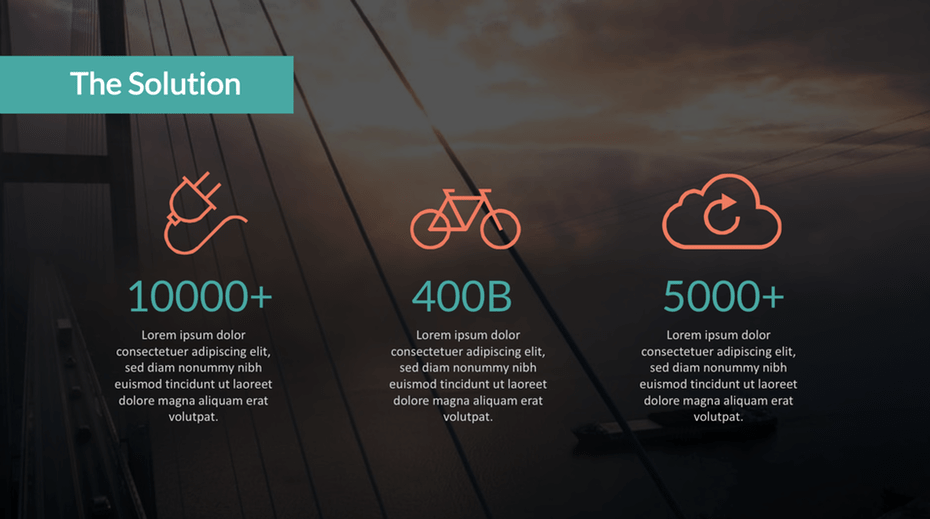 The Solution
10000+
Lorem ipsum dolor
consectetuer adipiscing elit,
sed diam nonummy nibh
euismod tincidunt ut laoreet
dolore magna aliquam erat
volutpat.
400B
Lorem ipsum dolor
consectetuer adipiscing elit,
sed diam nonummy nibh
euismod tincidunt ut laoreet
dolore magna aliquam erat
volutpat.
5000+
Lorem ipsum dolor
consectetuer adipiscing elit,
sed diam nonummy nibh
euismod tincidunt ut laoreet
dolore magna aliquam erat
volutpat.